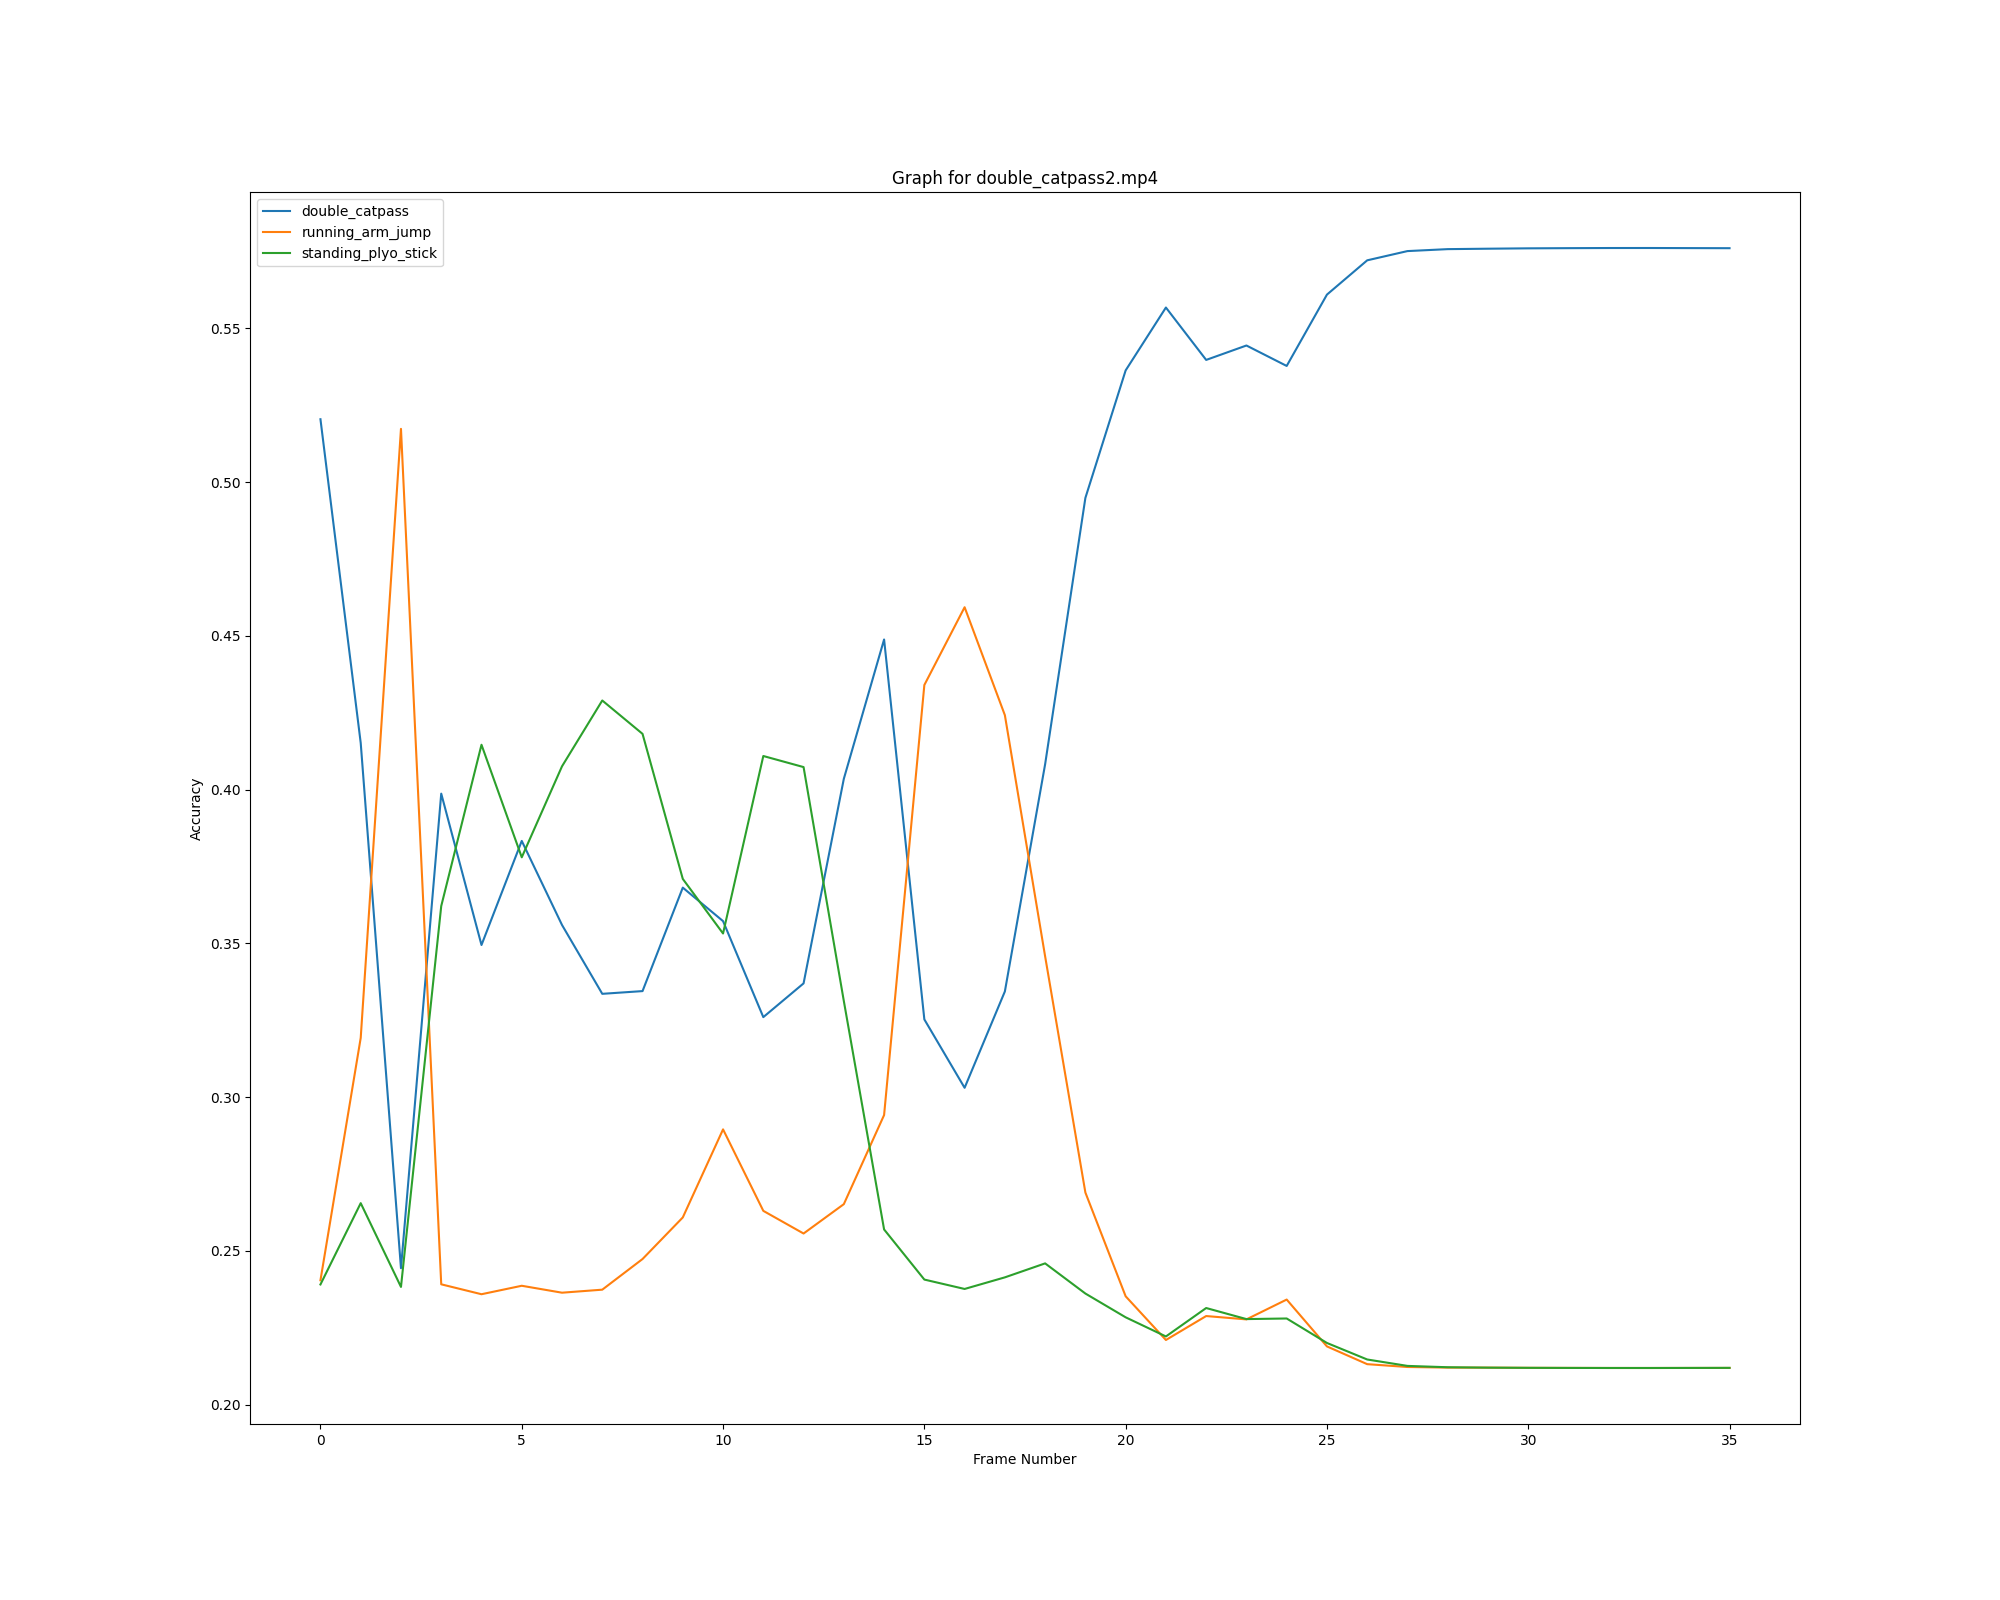 Graph for double_catpass2.mp4
double_catpass
running_arm_jump
standing_plyo_stick
0.55
0.50
0.45
0.40
0.35
0.30
0.25
0.20
Accuracy
0 5 10 15 20 25 30 35
Frame Number